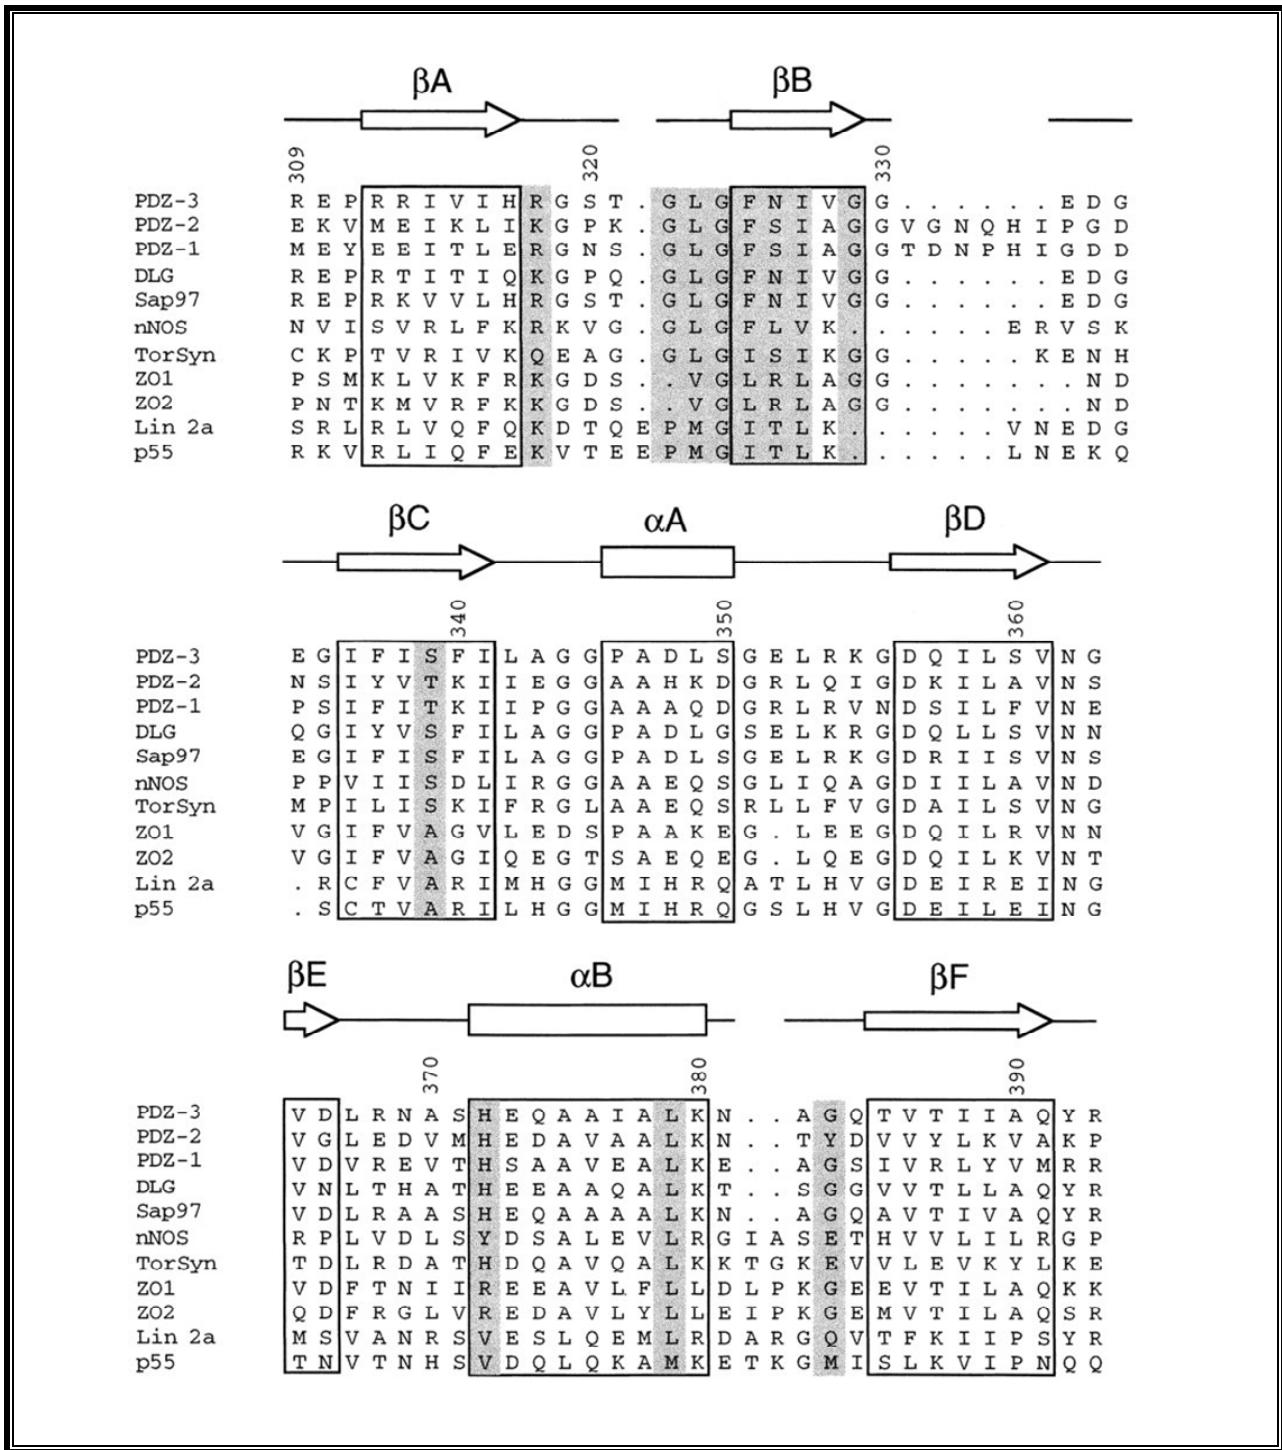 βA βB
309 320 330
PDZ-3 R E P R R I V I H R G S T . G L G F N I V G G . . . . . . E D G
PDZ-2 E K V M E I K L I K G P K . G L G F S I A G G V G N Q H I P G D
PDZ-1 M E Y E E I T L E R G N S . G L G F S I A G G T D N P H I G D D
DLG R E P R T I T I Q K G P Q . G L G F N I V G G . . . . . . E D G
Sap97 R E P R K V V L H R G S T . G L G F N I V G G . . . . . . E D G
nNOS N V I S V R L F K R K V G . G L G F L V K . . . . . . E R V S K
TorSyn C K P T V R I V K Q E A G . G L G I S I K G G . . . . . K E N H
ZO1 P S M K L V K F R K G D S . . V G L R L A G G . . . . . . . N D
ZO2 P N T K M V R F K K G D S . . V G L R L A G G . . . . . . . N D
Lin 2a S R L R L V Q F Q K D T Q E P M G I T L K . . . . . . V N E D G
p55 R K V R L I Q F E K V T E E P M G I T L K . . . . . . L N E K Q
βC αA βD
340 350 360
PDZ-3 E G I F I S F I L A G G P A D L S G E L R K G D Q I L S V N G
PDZ-2 N S I Y V T K I I E G G A A H K D G R L Q I G D K I L A V N S
PDZ-1 P S I F I T K I I P G G A A A Q D G R L R V N D S I L F V N E
DLG Q G I Y V S F I L A G G P A D L G S E L K R G D Q L L S V N N
Sap97 E G I F I S F I L A G G P A D L S G E L R K G D R I I S V N S
nNOS P P V I I S D L I R G G A A E Q S G L I Q A G D I I L A V N D
TorSyn M P I L I S K I F R G L A A E Q S R L L F V G D A I L S V N G
ZO1 V G I F V A G V L E D S P A A K E G . L E E G D Q I L R V N N
ZO2 V G I F V A G I Q E G T S A E Q E G . L Q E G D Q I L K V N T
Lin 2a . R C F V A R I M H G G M I H R Q A T L H V G D E I R E I N G
p55 . S C T V A R I L H G G M I H R Q G S L H V G D E I L E I N G
βE αB βF
370 380 390
PDZ-3 V D L R N A S H E Q A A I A L K N . . A G Q T V T I I A Q Y R
PDZ-2 V G L E D V M H E D A V A A L K N . . T Y D V V Y L K V A K P
PDZ-1 V D V R E V T H S A A V E A L K E . . A G S I V R L Y V M R R
DLG V N L T H A T H E E A A Q A L K T . . S G G V V T L L A Q Y R
Sap97 V D L R A A S H E Q A A A A L K N . . A G Q A V T I V A Q Y R
nNOS R P L V D L S Y D S A L E V L R G I A S E T H V V L I L R G P
TorSyn T D L R D A T H D Q A V Q A L K K T G K E V V L E V K Y L K E
ZO1 V D F T N I I R E E A V L F L L D L P K G E E V T I L A Q K K
ZO2 Q D F R G L V R E D A V L Y L L E I P K G E M V T I L A Q S R
Lin 2a M S V A N R S V E S L Q E M L R D A R G Q V T F K I I P S Y R
p55 T N V T N H S V D Q L Q K A M K E T K G M I S L K V I P N Q Q